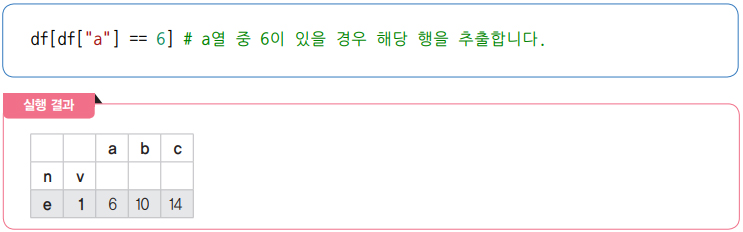 df[df["a"] == 6] # a열 중 6이 있을 경우 해당 행을 추출합니다.
실행 결과
a b c
n v
e 1 6 10 14